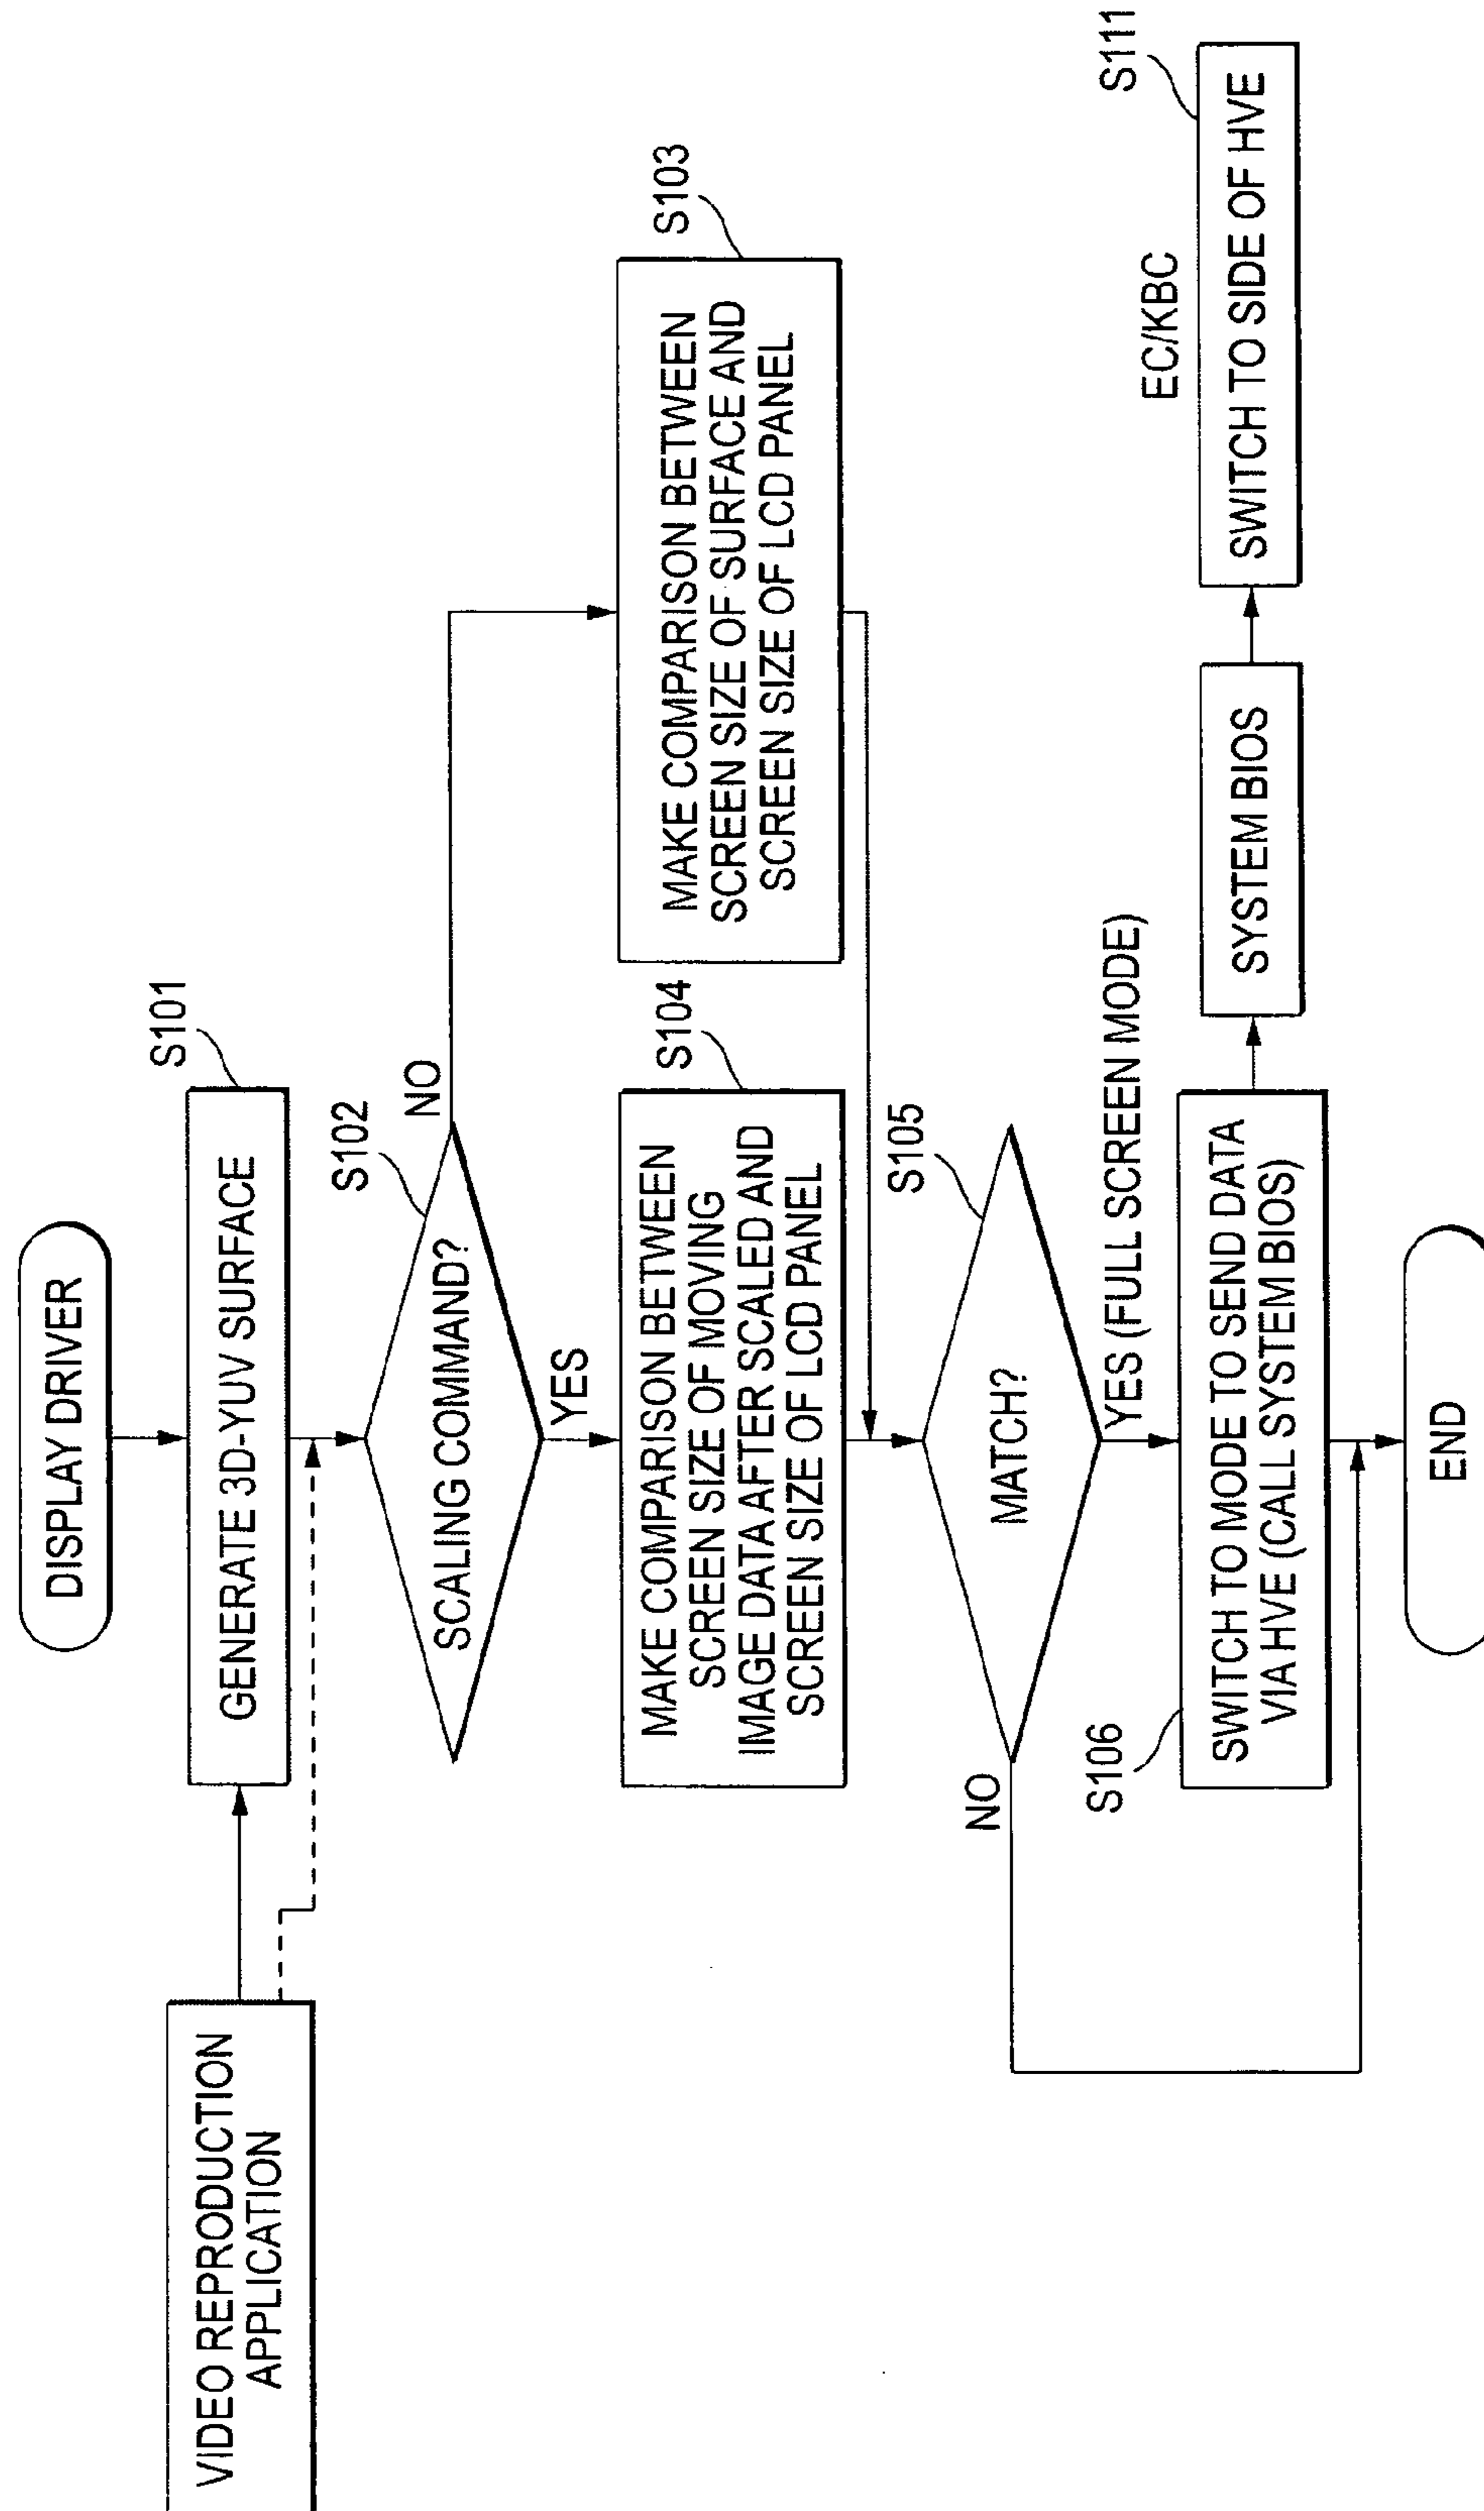 DISPLAY DRIVER
VIDEO REPRODUCTION
APPLICATION
S101
GENERATE 3D-YUV SURFACE
S102
SCALING COMMAND?
NO
YES
S104
MAKE COMPARISON BETWEEN
SCREEN SIZE OF MOVING
IMAGE DATA AFTER SCALED AND
SCREEN SIZE OF LCD PANEL
S103
MAKE COMPARISON BETWEEN
SCREEN SIZE OF SURFACE AND
SCREEN SIZE OF LCD PANEL
S105
MATCH?
NO
YES (FULL SCREEN MODE)
S106
SWITCH TO MODE TO SEND DATA
VIA HVE (CALL SYSTEM BIOS)
SYSTEM BIOS
EC/KBC
S111
SWITCH TO SIDE OF HVE
END